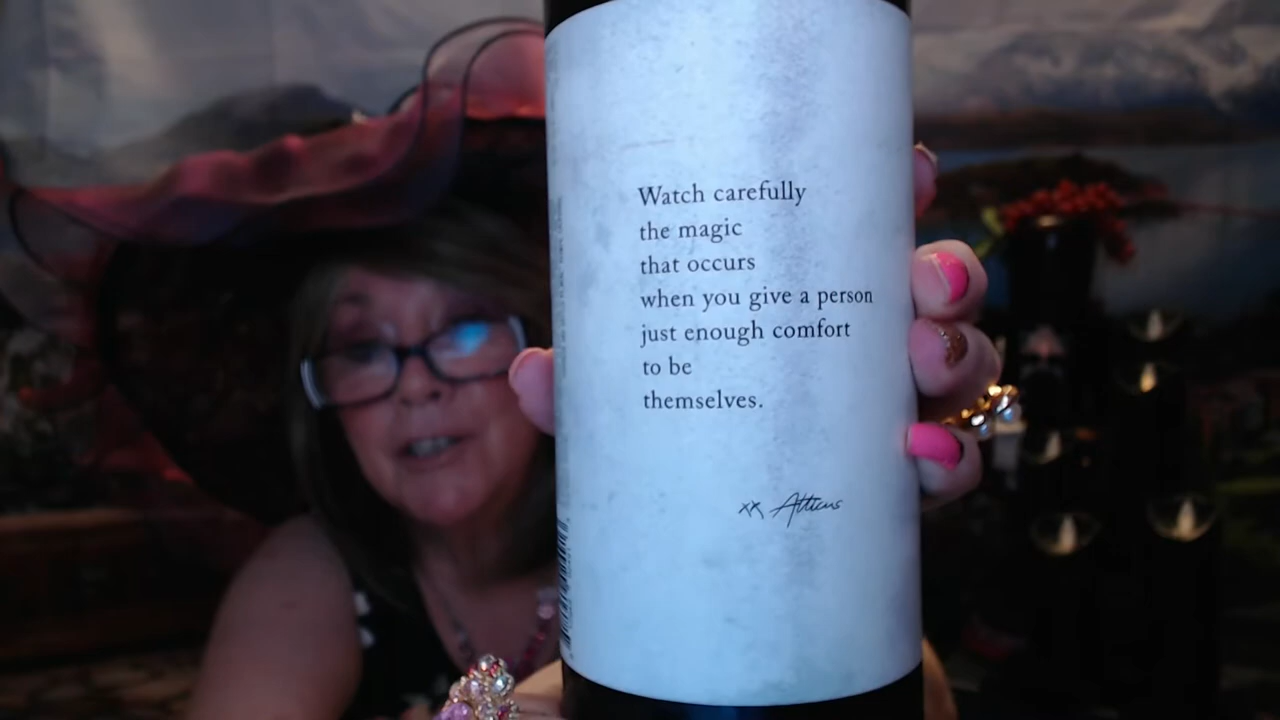 Watch carefully
the magic
that occurs
when you give a person
just enough comfort
to be
themselves.
xx Atticus